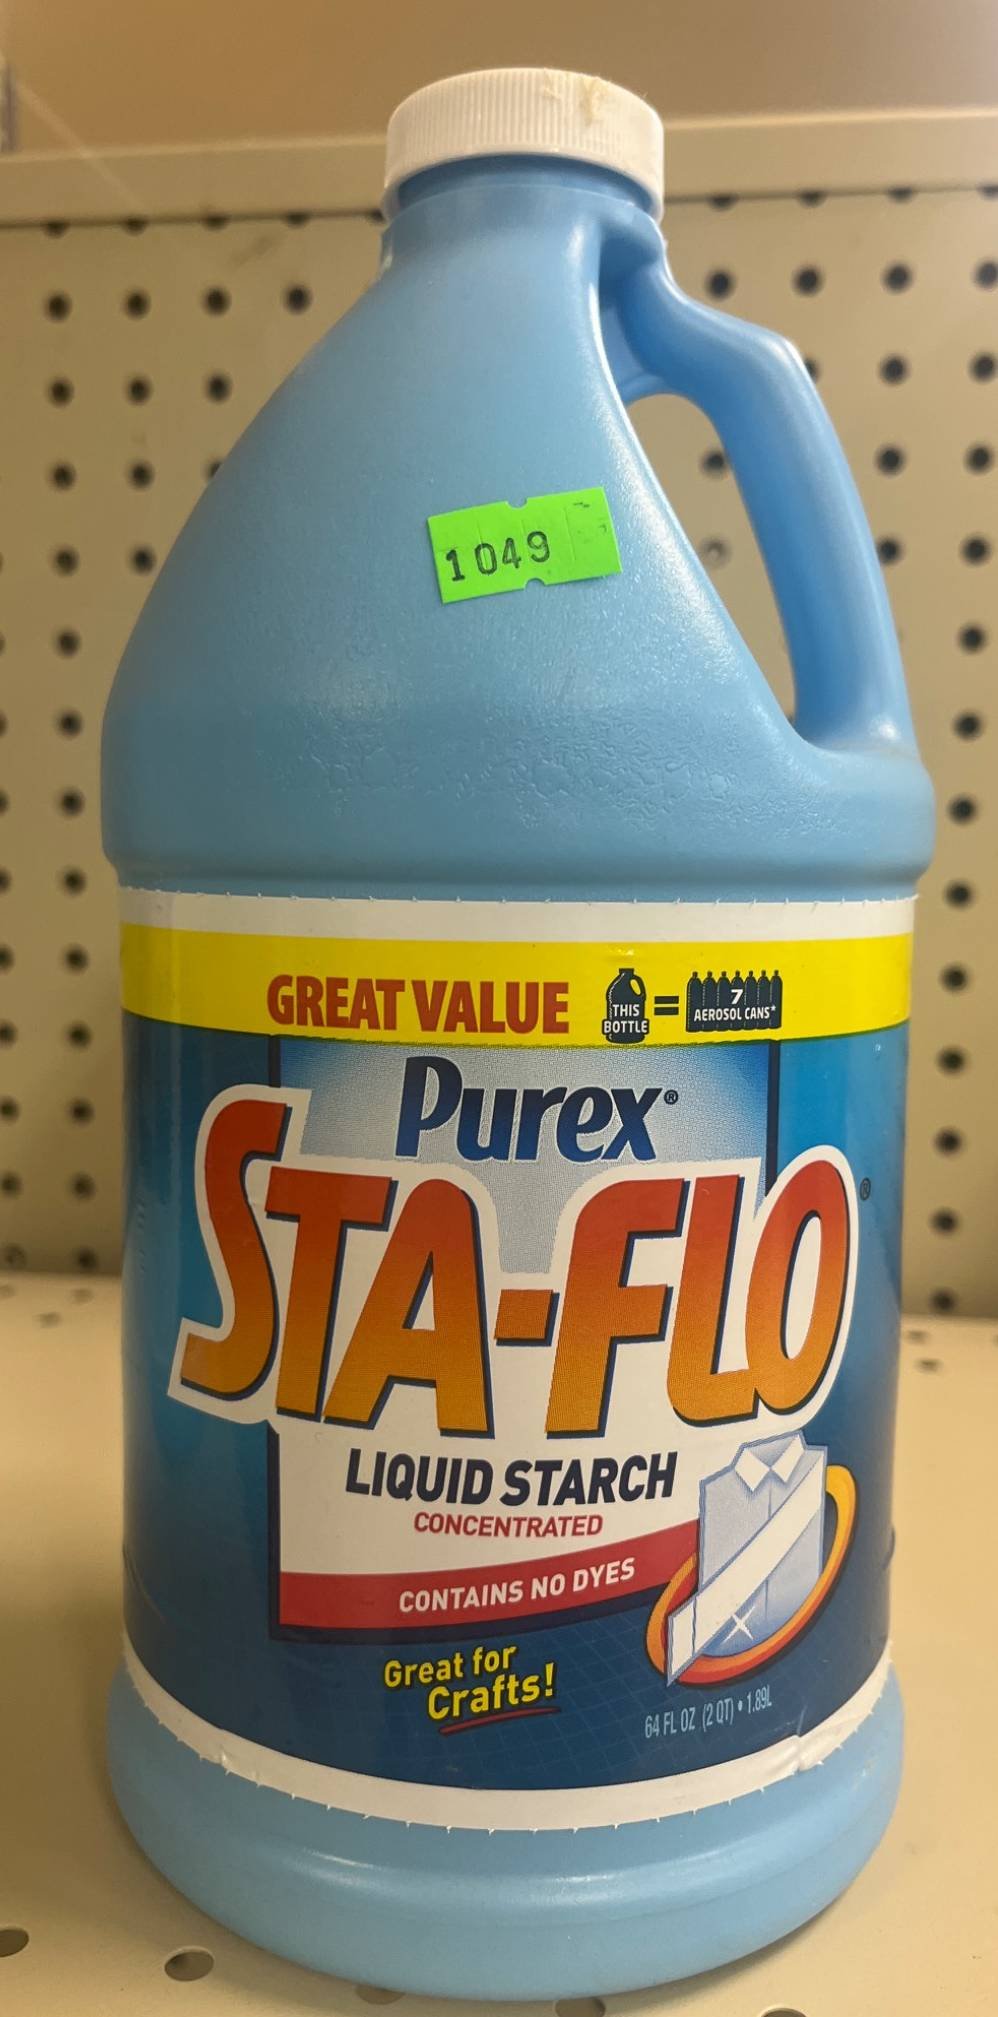 1049
GREAT VALUE
THIS
BOTTLE
=
7
AEROSOL CANS*
Purex®
STA-FLO®
LIQUID STARCH
CONCENTRATED
CONTAINS NO DYES
Great for
Crafts!
64 FL OZ (2 QT) • 1.89L